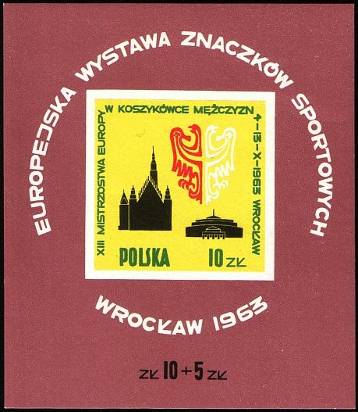 EUROPEJSKA WYSTAWA ZNACZKÓW SPORTOWYCH
XIII MISTRZOSTWA EUROPY W KOSZYKÓWCE MĘŻCZYZN 4-13-X-1963 WROCŁAW
POLSKA 10 ZŁ
WROCŁAW 1963
ZŁ 10+5 ZŁ